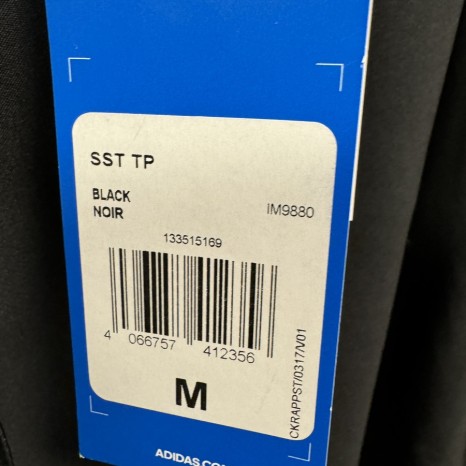 SST TP
BLACK
NOIR
IM9880
133515169
4 066757 412356
M
CKRAPPST/0317/V01
ADIDAS.CO